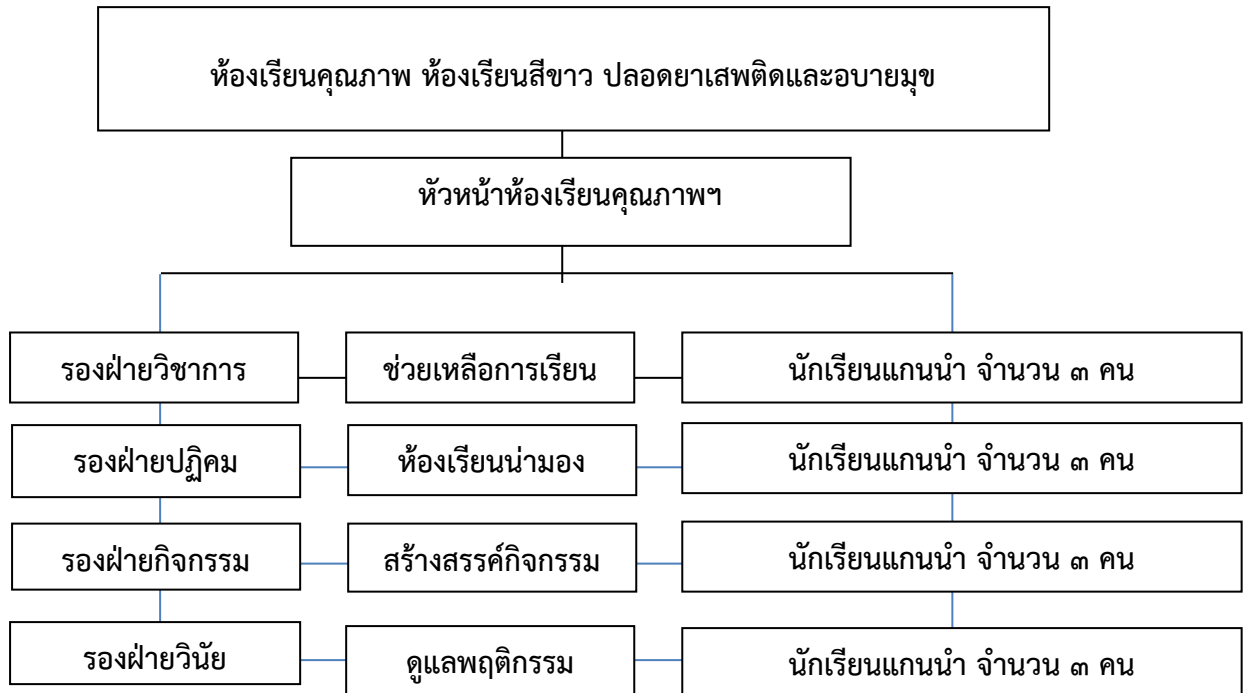 ห้องเรียนคุณภาพ ห้องเรียนสีขาว ปลอดยาเสพติดและอบายมุข
หัวหน้าห้องเรียนคุณภาพฯ
รองฝ่ายวิชาการ ช่วยเหลือการเรียน นักเรียนแกนนำ จำนวน ๓ คน
รองฝ่ายปฏิคม ห้องเรียนน่ามอง นักเรียนแกนนำ จำนวน ๓ คน
รองฝ่ายกิจกรรม สร้างสรรค์กิจกรรม นักเรียนแกนนำ จำนวน ๓ คน
รองฝ่ายวินัย ดูแลพฤติกรรม นักเรียนแกนนำ จำนวน ๓ คน